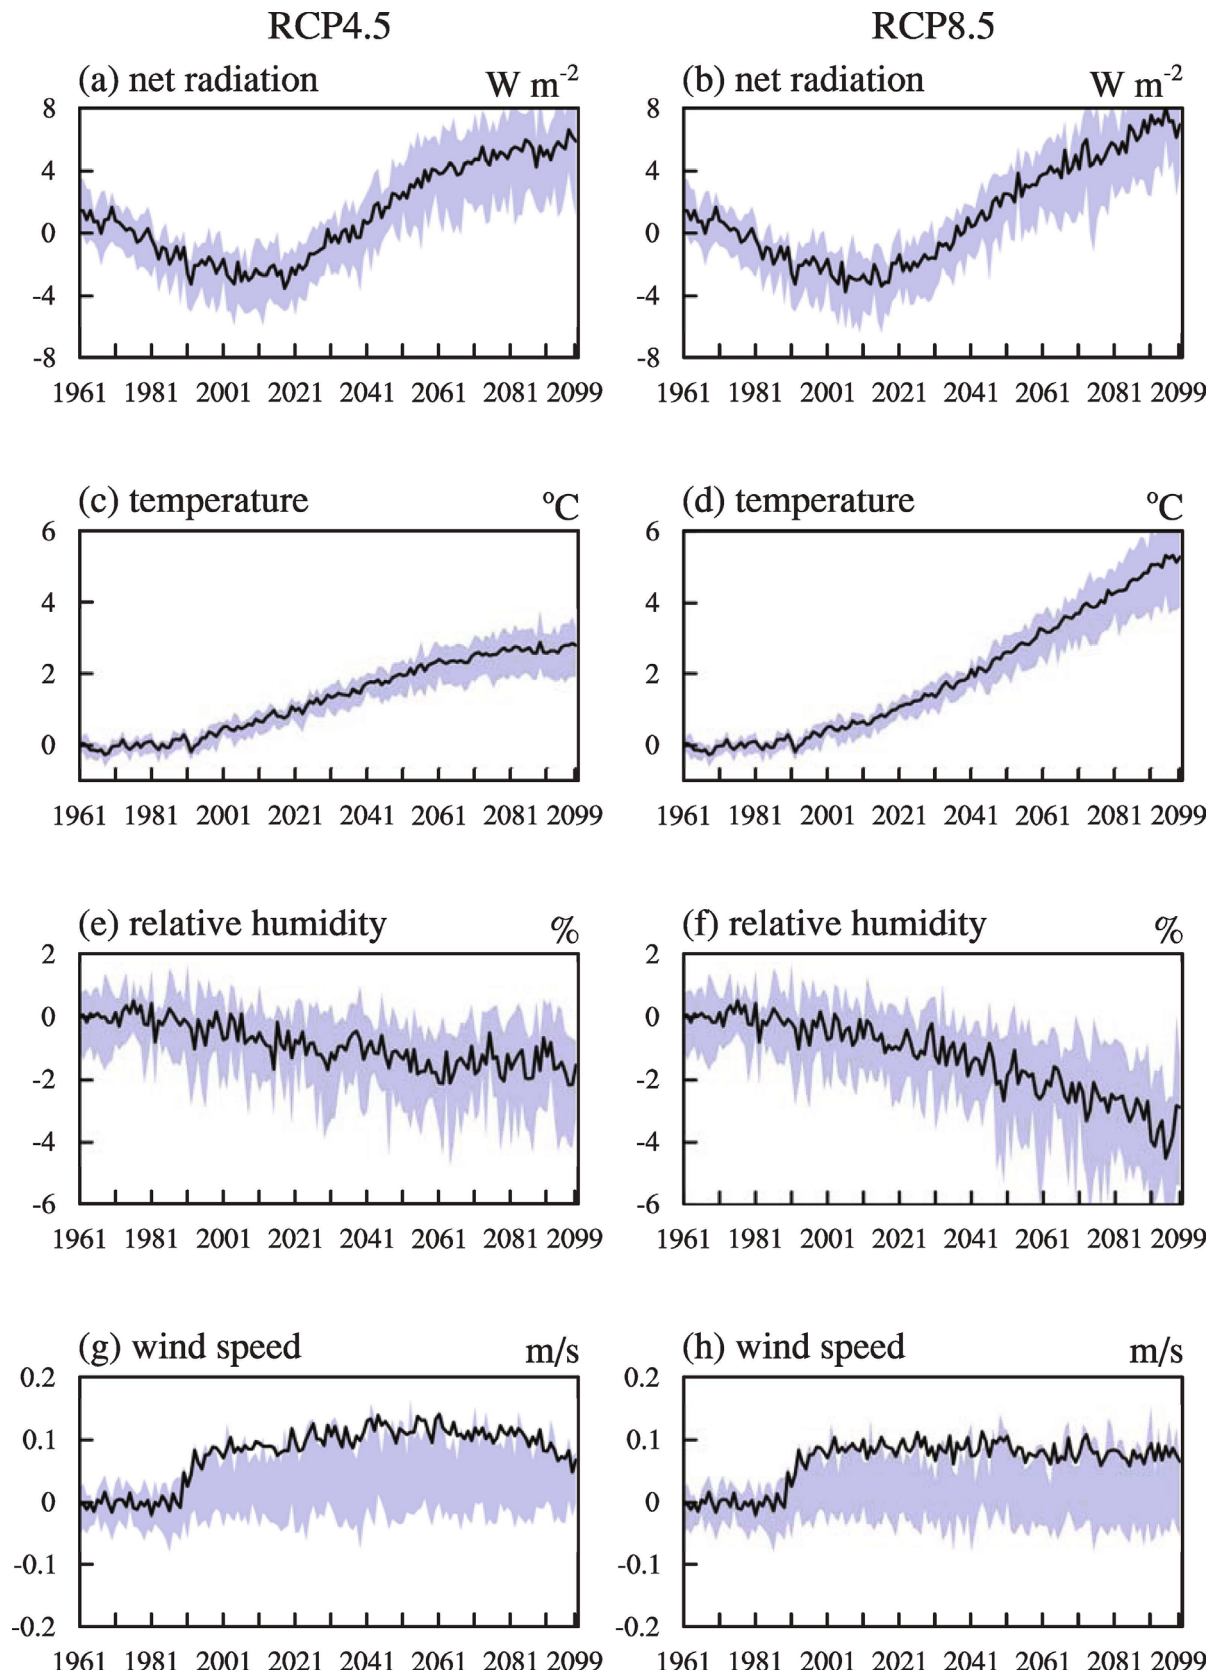 RCP4.5 RCP8.5
(a) net radiation W m-2 (b) net radiation W m-2
8 8
4 4
0 0
-4 -4
-8 -8
1961 1981 2001 2021 2041 2061 2081 2099 1961 1981 2001 2021 2041 2061 2081 2099
(c) temperature ºC (d) temperature ºC
6 6
4 4
2 2
0 0
1961 1981 2001 2021 2041 2061 2081 2099 1961 1981 2001 2021 2041 2061 2081 2099
(e) relative humidity % (f) relative humidity %
2 2
0 0
-2 -2
-4 -4
-6 -6
1961 1981 2001 2021 2041 2061 2081 2099 1961 1981 2001 2021 2041 2061 2081 2099
(g) wind speed m/s (h) wind speed m/s
0.2 0.2
0.1 0.1
0 0
-0.1 -0.1
-0.2 -0.2
1961 1981 2001 2021 2041 2061 2081 2099 1961 1981 2001 2021 2041 2061 2081 2099